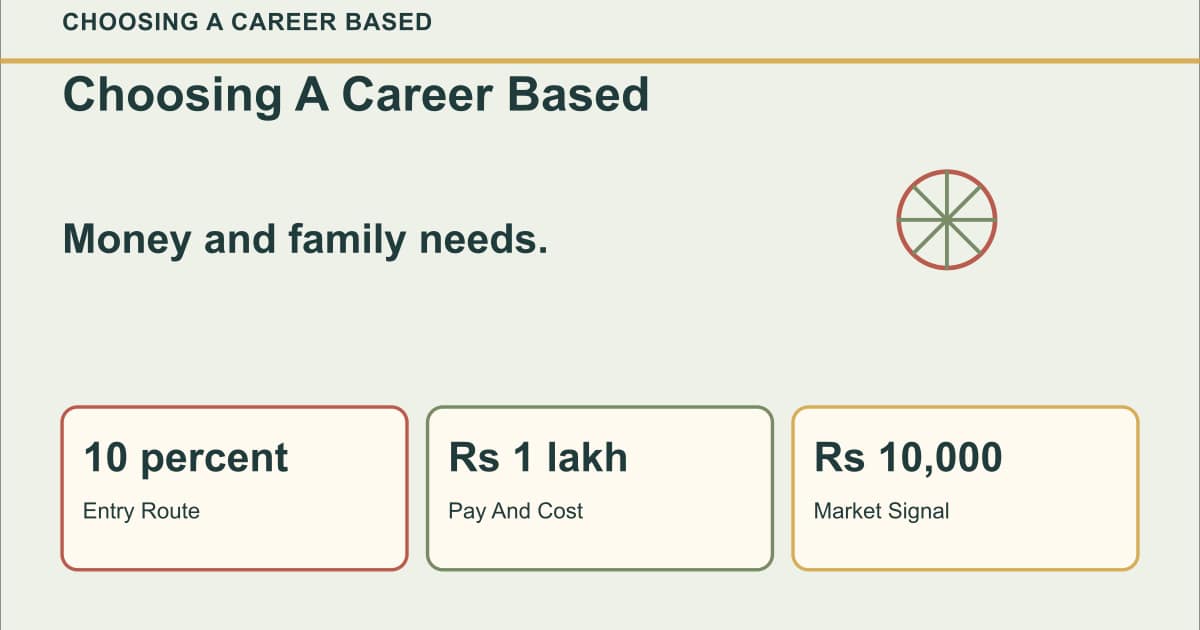 CHOOSING A CAREER BASED
Choosing A Career Based
Money and family needs.
10 percent
Entry Route
Rs 1 lakh
Pay And Cost
Rs 10,000
Market Signal